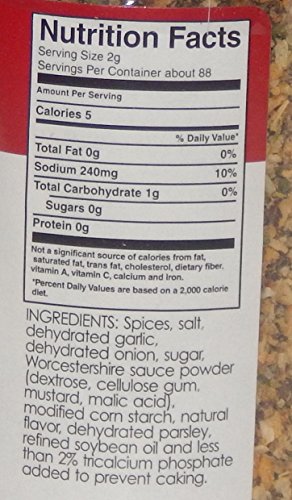 Nutrition Facts
Serving Size 2g
Servings Per Container about 88
Amount Per Serving
Calories 5
% Daily Value*
Total Fat 0g 0%
Sodium 240mg 10%
Total Carbohydrate 1g 0%
Sugars 0g
Protein 0g
Not a significant source of calories from fat,
saturated fat, trans fat, cholesterol, dietary fiber,
vitamin A, vitamin C, calcium and iron.
*Percent Daily Values are based on a 2,000 calorie
diet.
INGREDIENTS: Spices, salt,
dehydrated garlic,
dehydrated onion, sugar,
Worcestershire sauce powder
(dextrose, cellulose gum,
mustard, malic acid),
modified corn starch, natural
flavor, dehydrated parsley,
refined soybean oil and less
than 2% tricalcium phosphate
added to prevent caking.